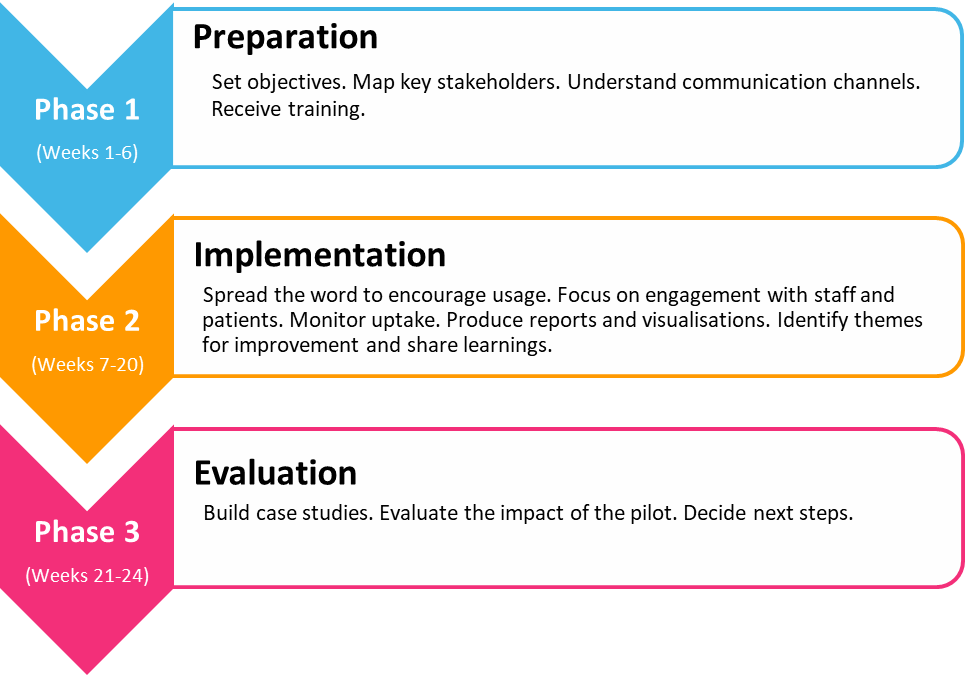 Preparation
Set objectives. Map key stakeholders. Understand communication channels.
Receive training.
Phase 1
(Weeks 1-6)
Implementation
Spread the word to encourage usage. Focus on engagement with staff and
patients. Monitor uptake. Produce reports and visualisations. Identify themes
for improvement and share learnings.
Phase 2
(Weeks 7-20)
Evaluation
Build case studies. Evaluate the impact of the pilot. Decide next steps.
Phase 3
(Weeks 21-24)